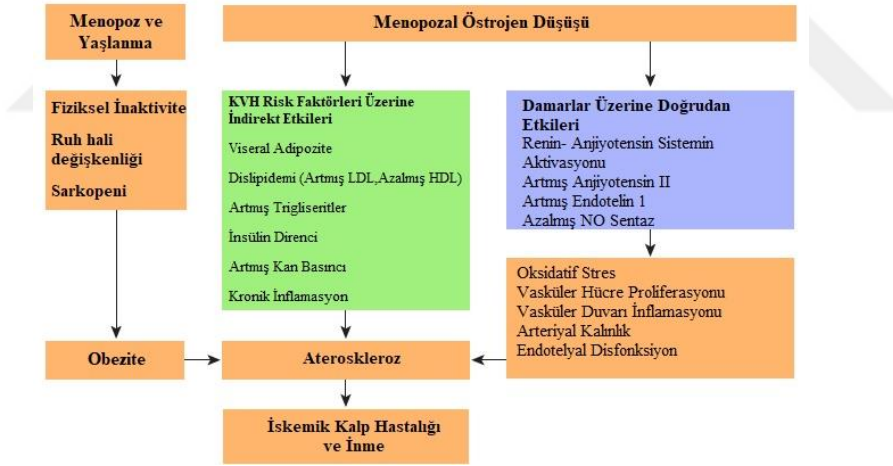 Menopoz ve
Yaşlanma
Menopozal Östrojen Düşüşü
Fiziksel İnaktivite
Ruh hali
değişkenliği
Sarkopeni
KVH Risk Faktörleri Üzerine
İndirekt Etkileri
Viseral Adipozite
Dislipidemi (Artmış LDL,Azalmış HDL)
Artmış Trigliseritler
İnsülin Direnci
Artmış Kan Basıncı
Kronik İnflamasyon
Damarlar Üzerine Doğrudan
Etkileri
Renin- Anjiyotensin Sistemin
Aktivasyonu
Artmış Anjiyotensin II
Artmış Endotelin 1
Azalmış NO Sentaz
Oksidatif Stres
Vasküler Hücre Proliferasyonu
Vasküler Duvarı İnflamasyonu
Arteriyal Kalınlık
Endotelyal Disfonksiyon
Obezite
Ateroskleroz
İskemik Kalp Hastalığı
ve İnme